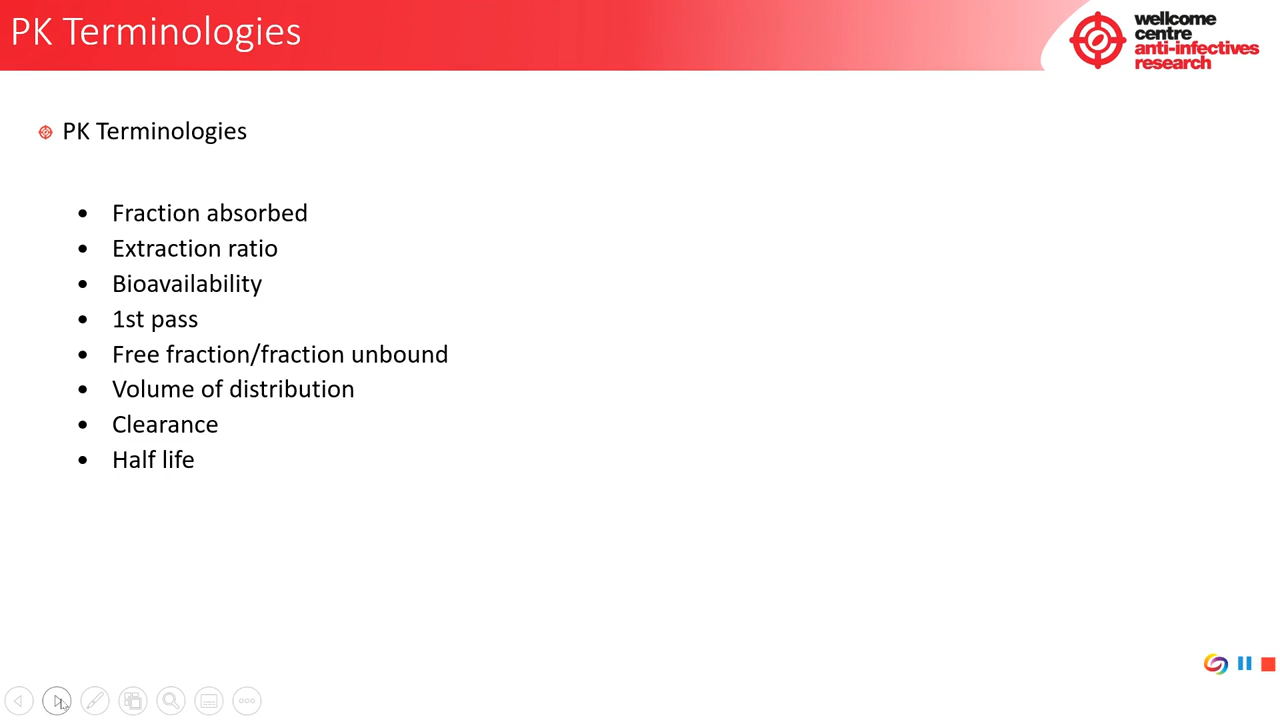 PK Terminologies
wellcome
centre
anti-infectives
research
PK Terminologies
• Fraction absorbed
• Extraction ratio
• Bioavailability
• 1st pass
• Free fraction/fraction unbound
• Volume of distribution
• Clearance
• Half life